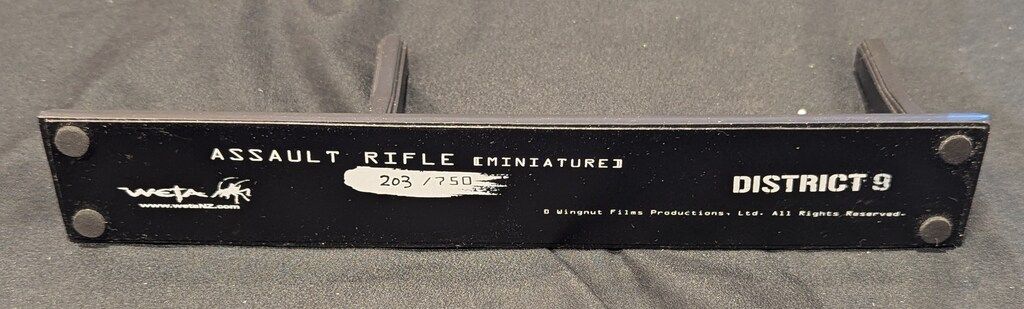 ASSAULT RIFLE [MINIATURE]
203 /750
WETA
www.wetaNZ.com
DISTRICT 9
© Wingnut Films Productions, Ltd. All Rights Reserved.